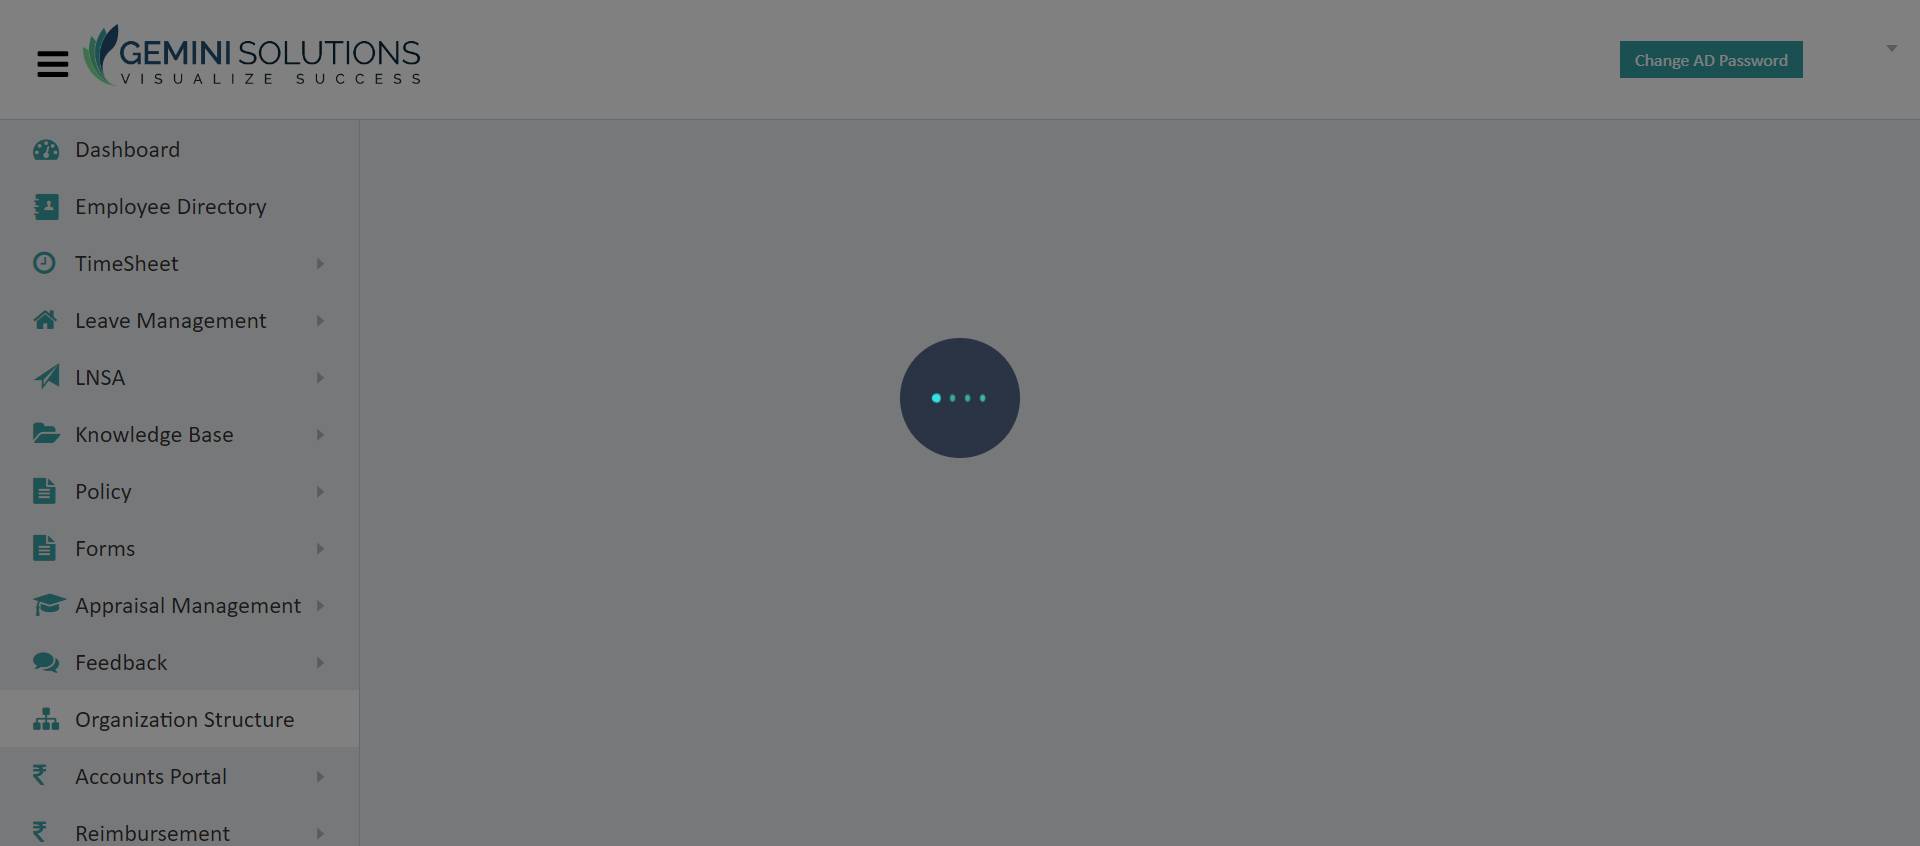 GEMINI SOLUTIONS
VISUALIZE SUCCESS
Change AD Password
Dashboard
Employee Directory
TimeSheet
Leave Management
LNSA
Knowledge Base
Policy
Forms
Appraisal Management
Feedback
Organization Structure
Accounts Portal
Reimbursement